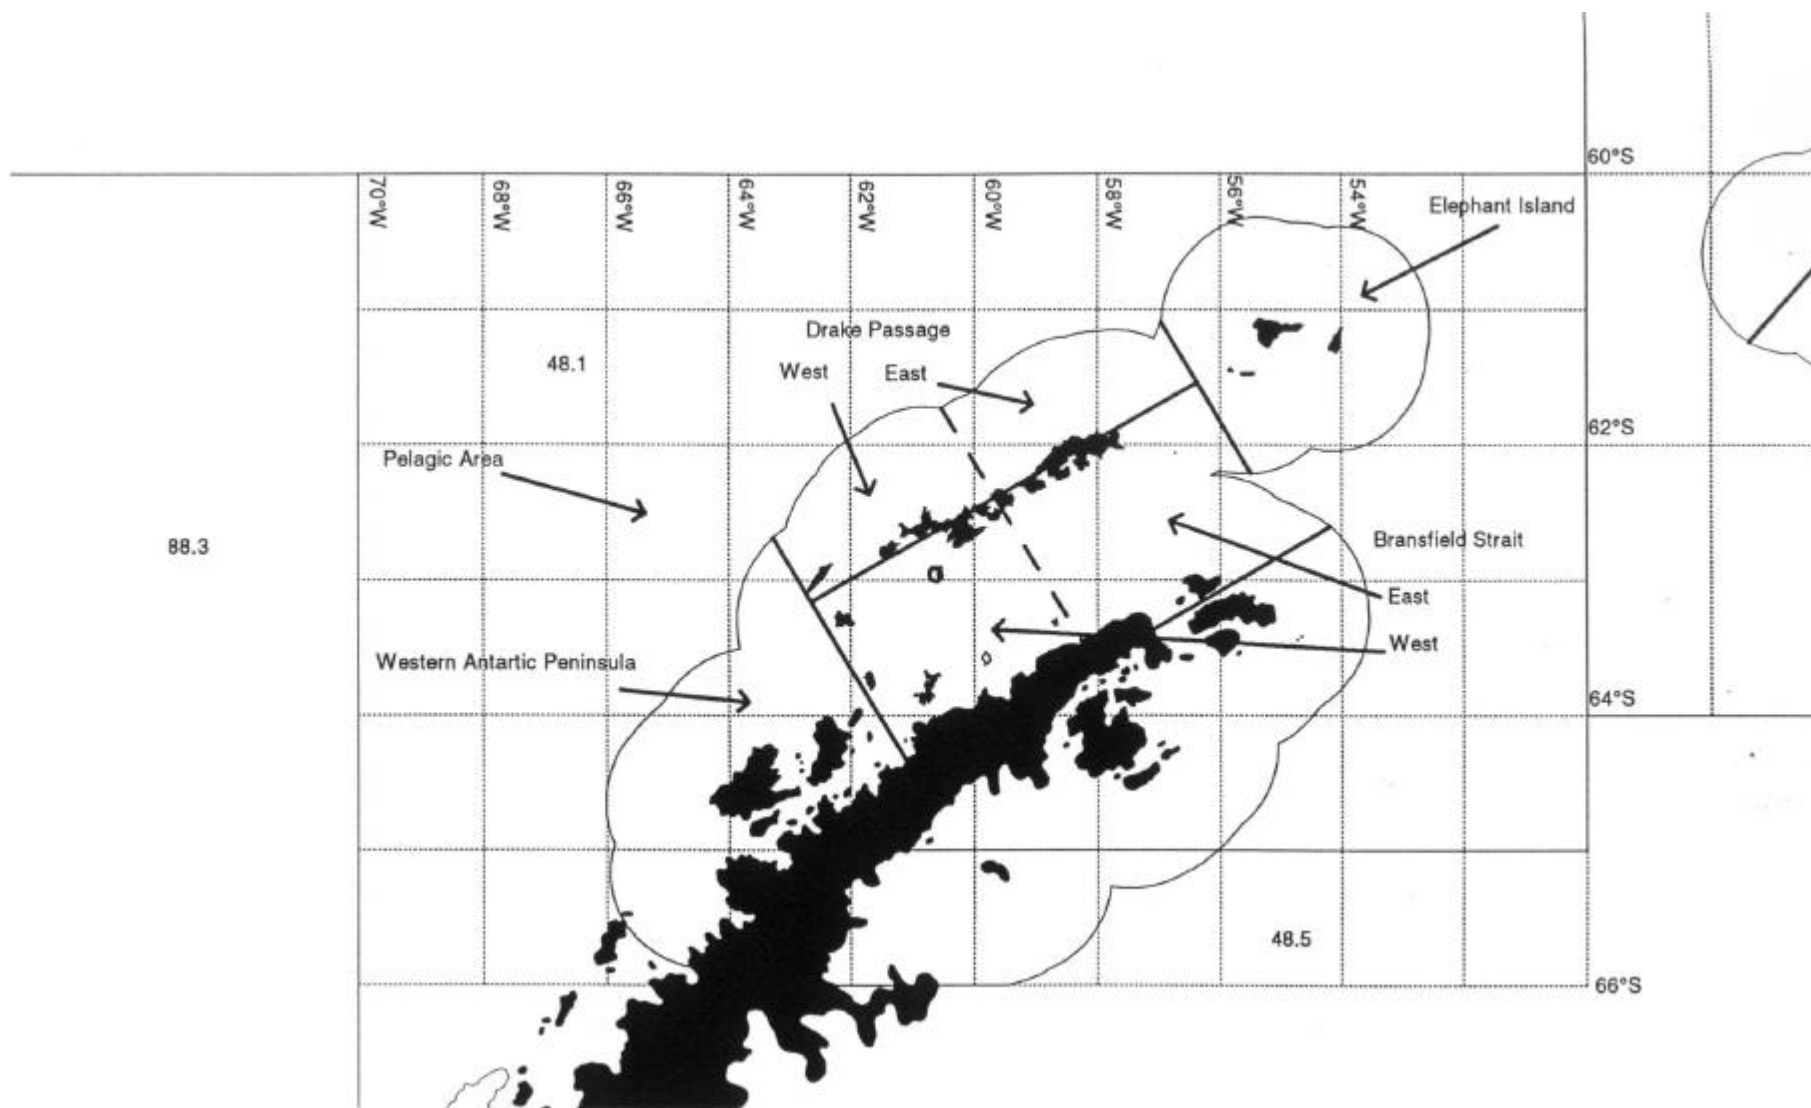 60°S
70°W
68°W
66°W
64°W
62°W
60°W
58°W
56°W
54°W
Elephant Island
Drake Passage
48.1
West
East
62°S
Pelagic Area
88.3
Bransfield Strait
East
West
Western Antartic Peninsula
64°S
48.5
66°S